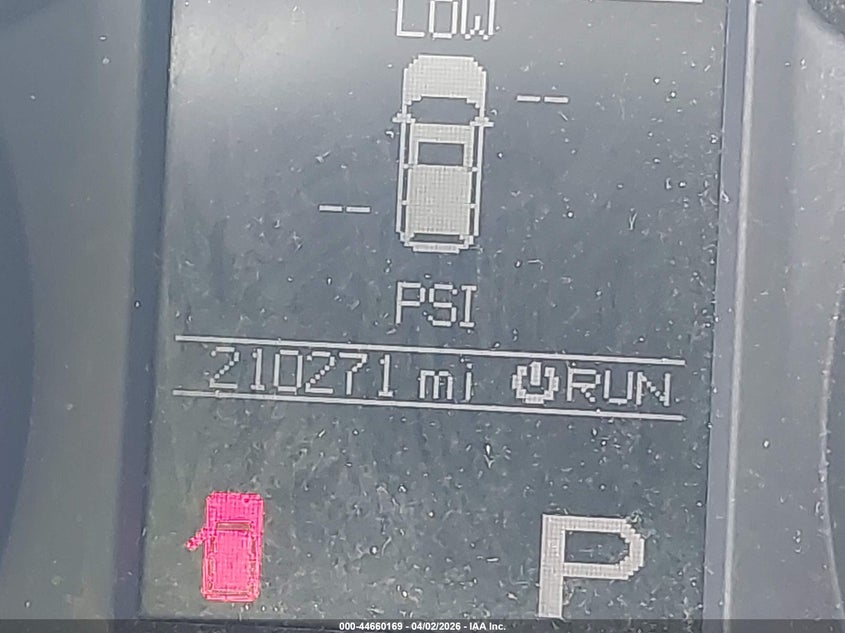 LOW
--
--
PSI
210271 mi RUN
P
000-44660169 - 04/02/2026 - IAA Inc.